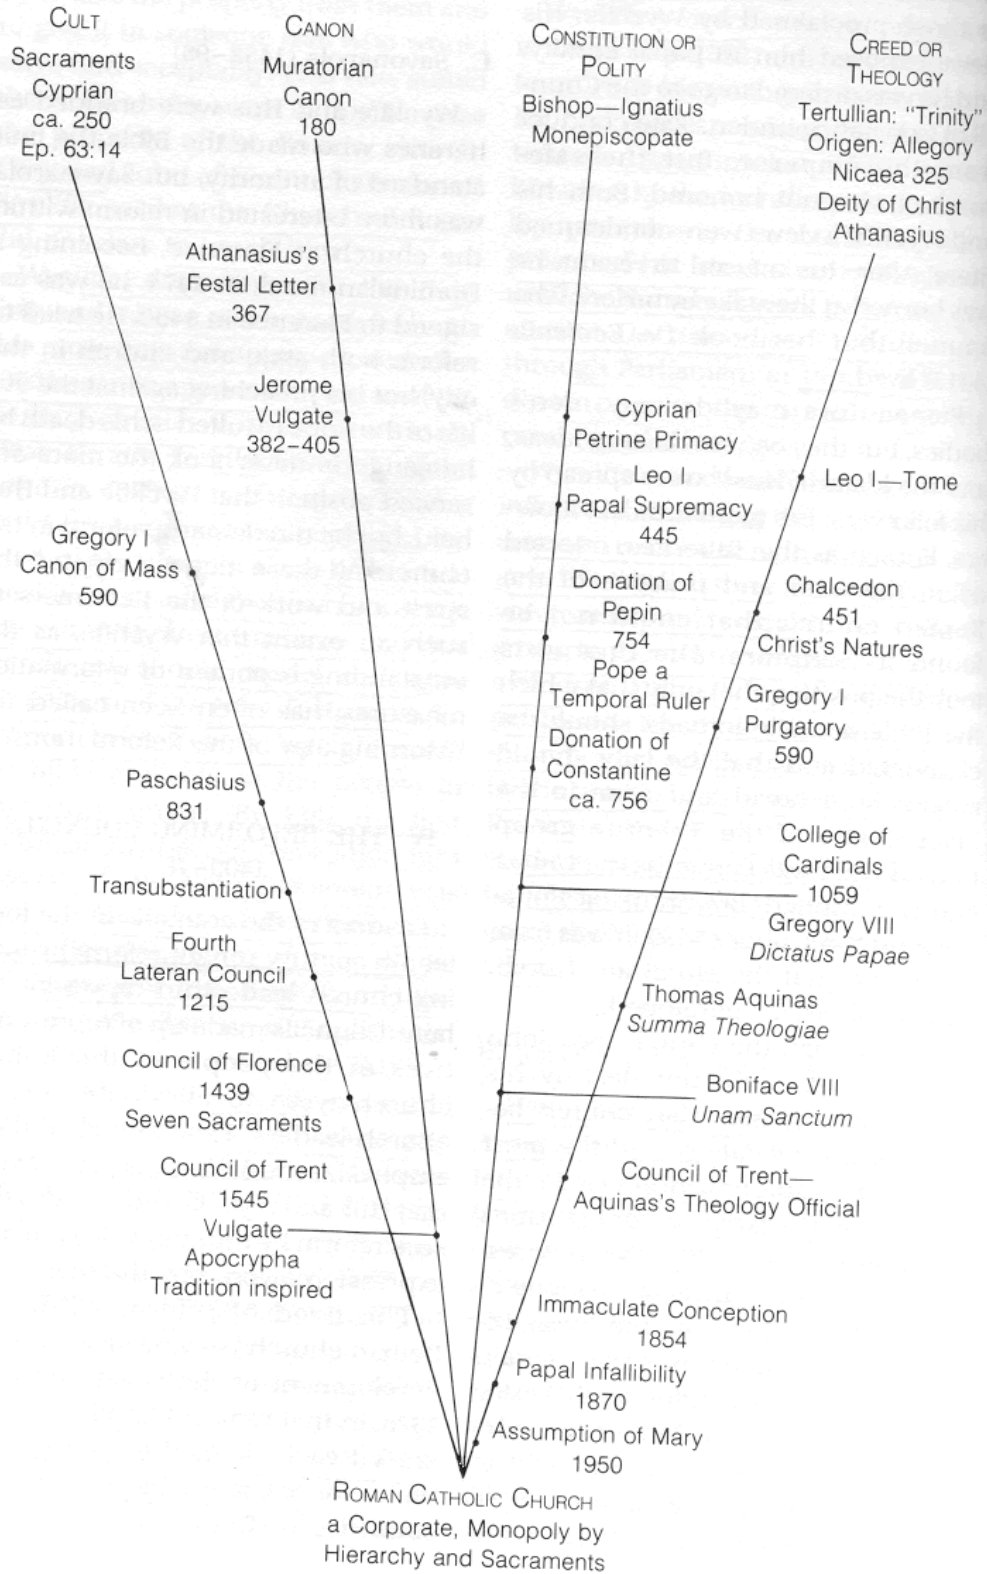 CULT
Sacraments
Cyprian
ca. 250
Ep. 63:14
CANON
Muratorian
Canon
180
CONSTITUTION OR
POLITY
Bishop—Ignatius
Monepiscopate
CREED OR
THEOLOGY
Tertullian: “Trinity”
Origen: Allegory
Nicaea 325
Deity of Christ
Athanasius
Athanasius's
Festal Letter
367
Jerome
Vulgate
382–405
Gregory I
Canon of Mass
590
Paschasius
831
Transubstantiation
Fourth
Lateran Council
1215
Council of Florence
1439
Seven Sacraments
Council of Trent
1545
Vulgate
Apocrypha
Tradition inspired
Cyprian
Petrine Primacy
Leo I
Papal Supremacy
445
Donation of
Pepin
754
Pope a
Temporal Ruler
Donation of
Constantine
ca. 756
Leo I—Tome
Chalcedon
451
Christ's Natures
Gregory I
Purgatory
590
College of
Cardinals
1059
Gregory VIII
Dictatus Papae
Thomas Aquinas
Summa Theologiae
Boniface VIII
Unam Sanctum
Council of Trent—
Aquinas's Theology Official
Immaculate Conception
1854
Papal Infallibility
1870
Assumption of Mary
1950
ROMAN CATHOLIC CHURCH
a Corporate, Monopoly by
Hierarchy and Sacraments